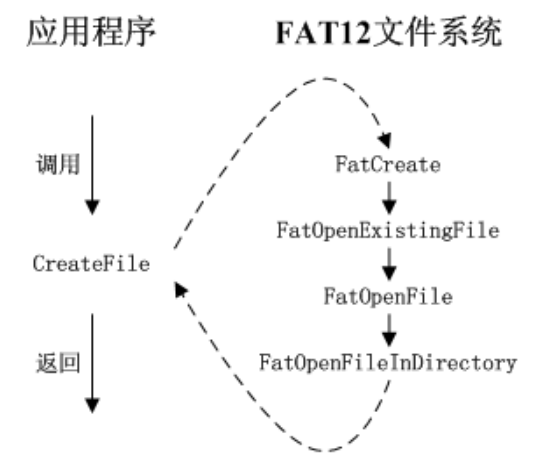 应用程序 FAT12文件系统
调用
FatCreate
FatOpenExistingFile
CreateFile
FatOpenFile
返回
FatOpenFileInDirectory